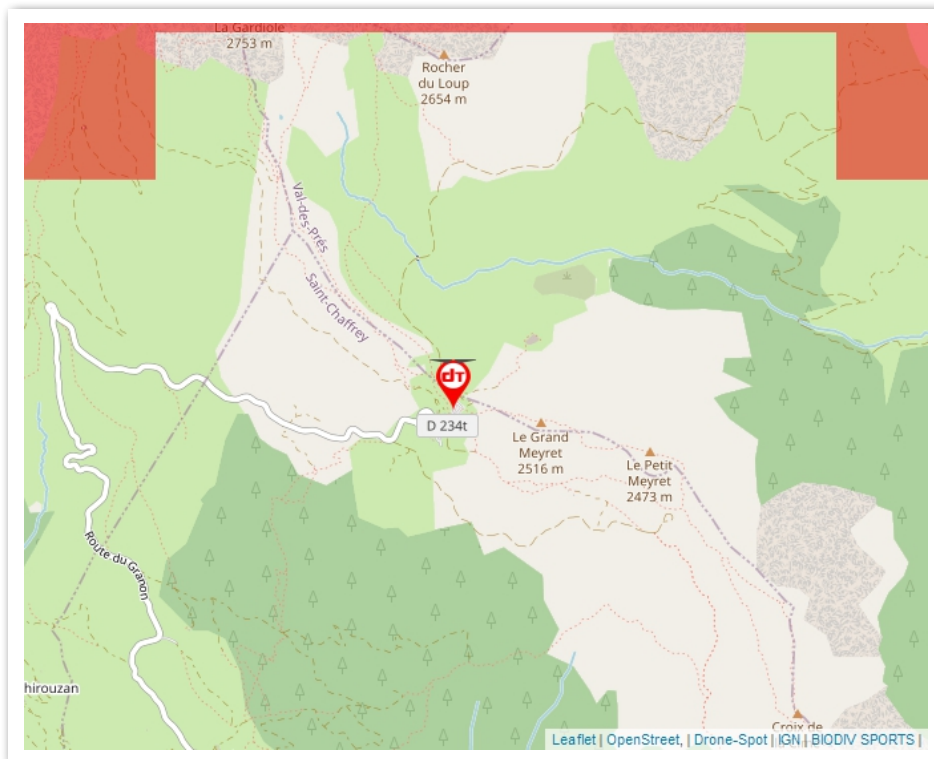 La Gardiole
2753 m
Rocher
du Loup
2654 m
Val-des-Prés
Saint-Chaffrey
dT
D 234t
Le Grand
Meyret
2516 m
Le Petit
Meyret
2473 m
Route du Granon
hirouzan
Croix de
Leaflet | OpenStreet, | Drone-Spot | IGN | BIODIV SPORTS |